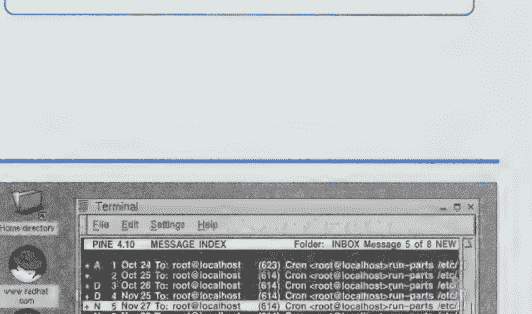 Terminal
File Edit Settings Help
PINE 4.10 MESSAGE INDEX Folder: INBOX Message 5 of 8 NEW
+ A 1 Oct 24 To: root@localhost (623) Cron <root@localhost>run-parts /etc/
+ 2 Oct 25 To: root@localhost (614) Cron <root@localhost>run-parts /etc/
+ D 3 Oct 26 To: root@localhost (614) Cron <root@localhost>run-parts /etc/
+ D 4 Nov 25 To: root@localhost (614) Cron <root@localhost>run-parts /etc/
+ N 5 Nov 27 To: root@localhost (614) Cron <root@localhost>run-parts /etc/
Home directory
www redhat
com